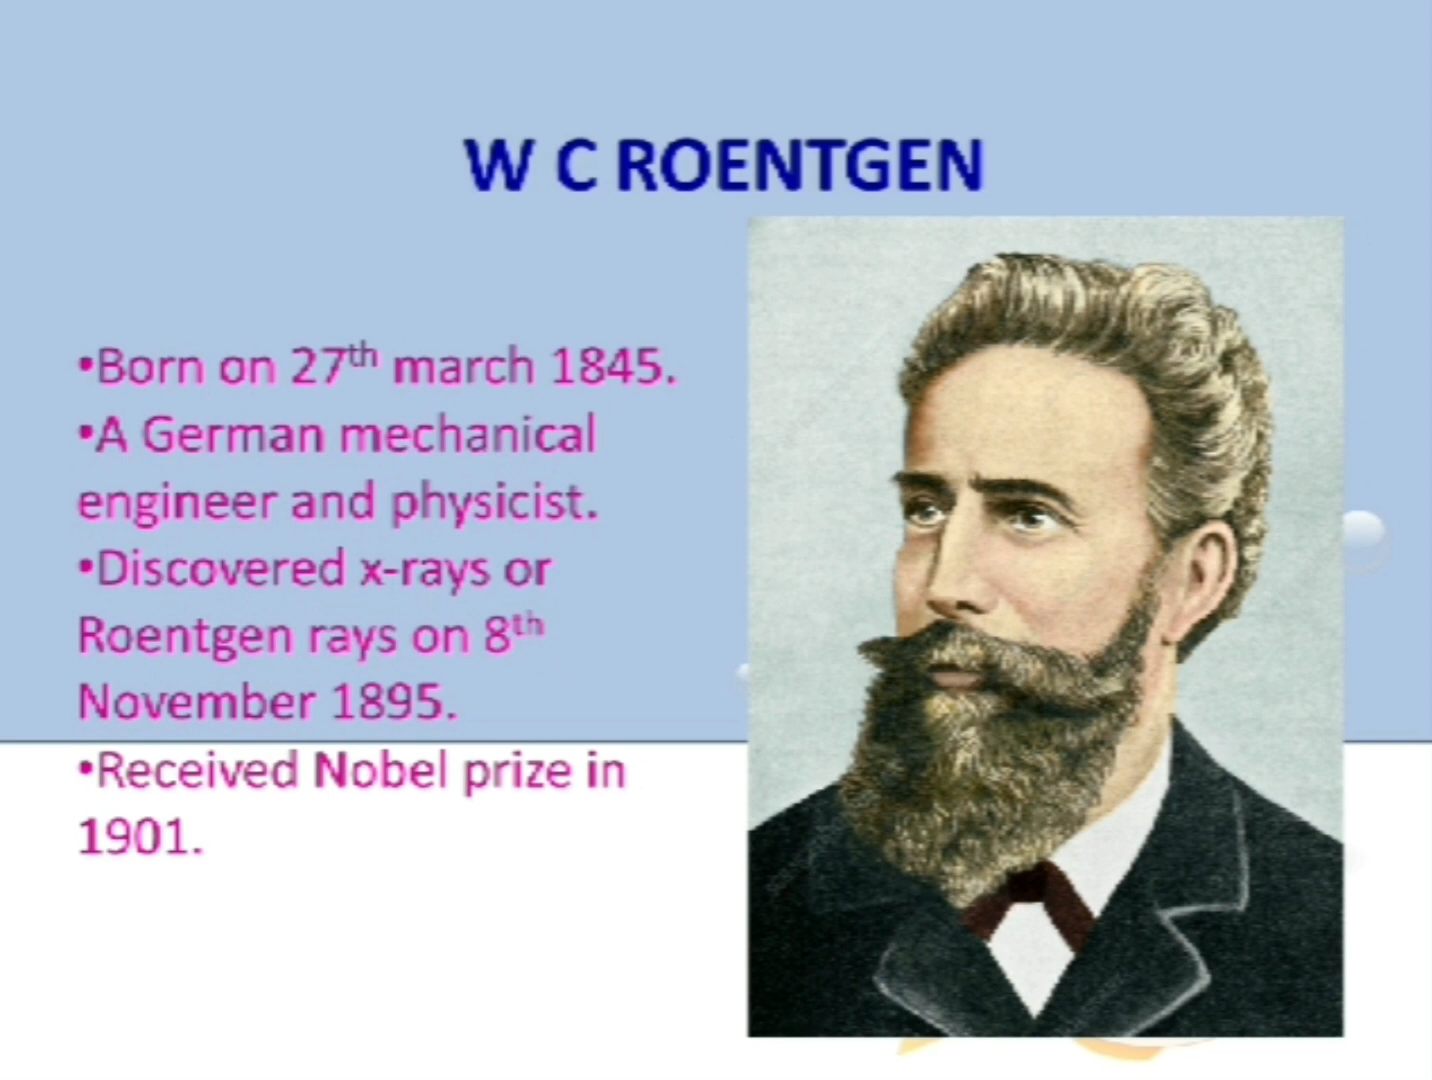 W C ROENTGEN
•Born on 27th march 1845.
•A German mechanical
engineer and physicist.
•Discovered x-rays or
Roentgen rays on 8th
November 1895.
•Received Nobel prize in
1901.